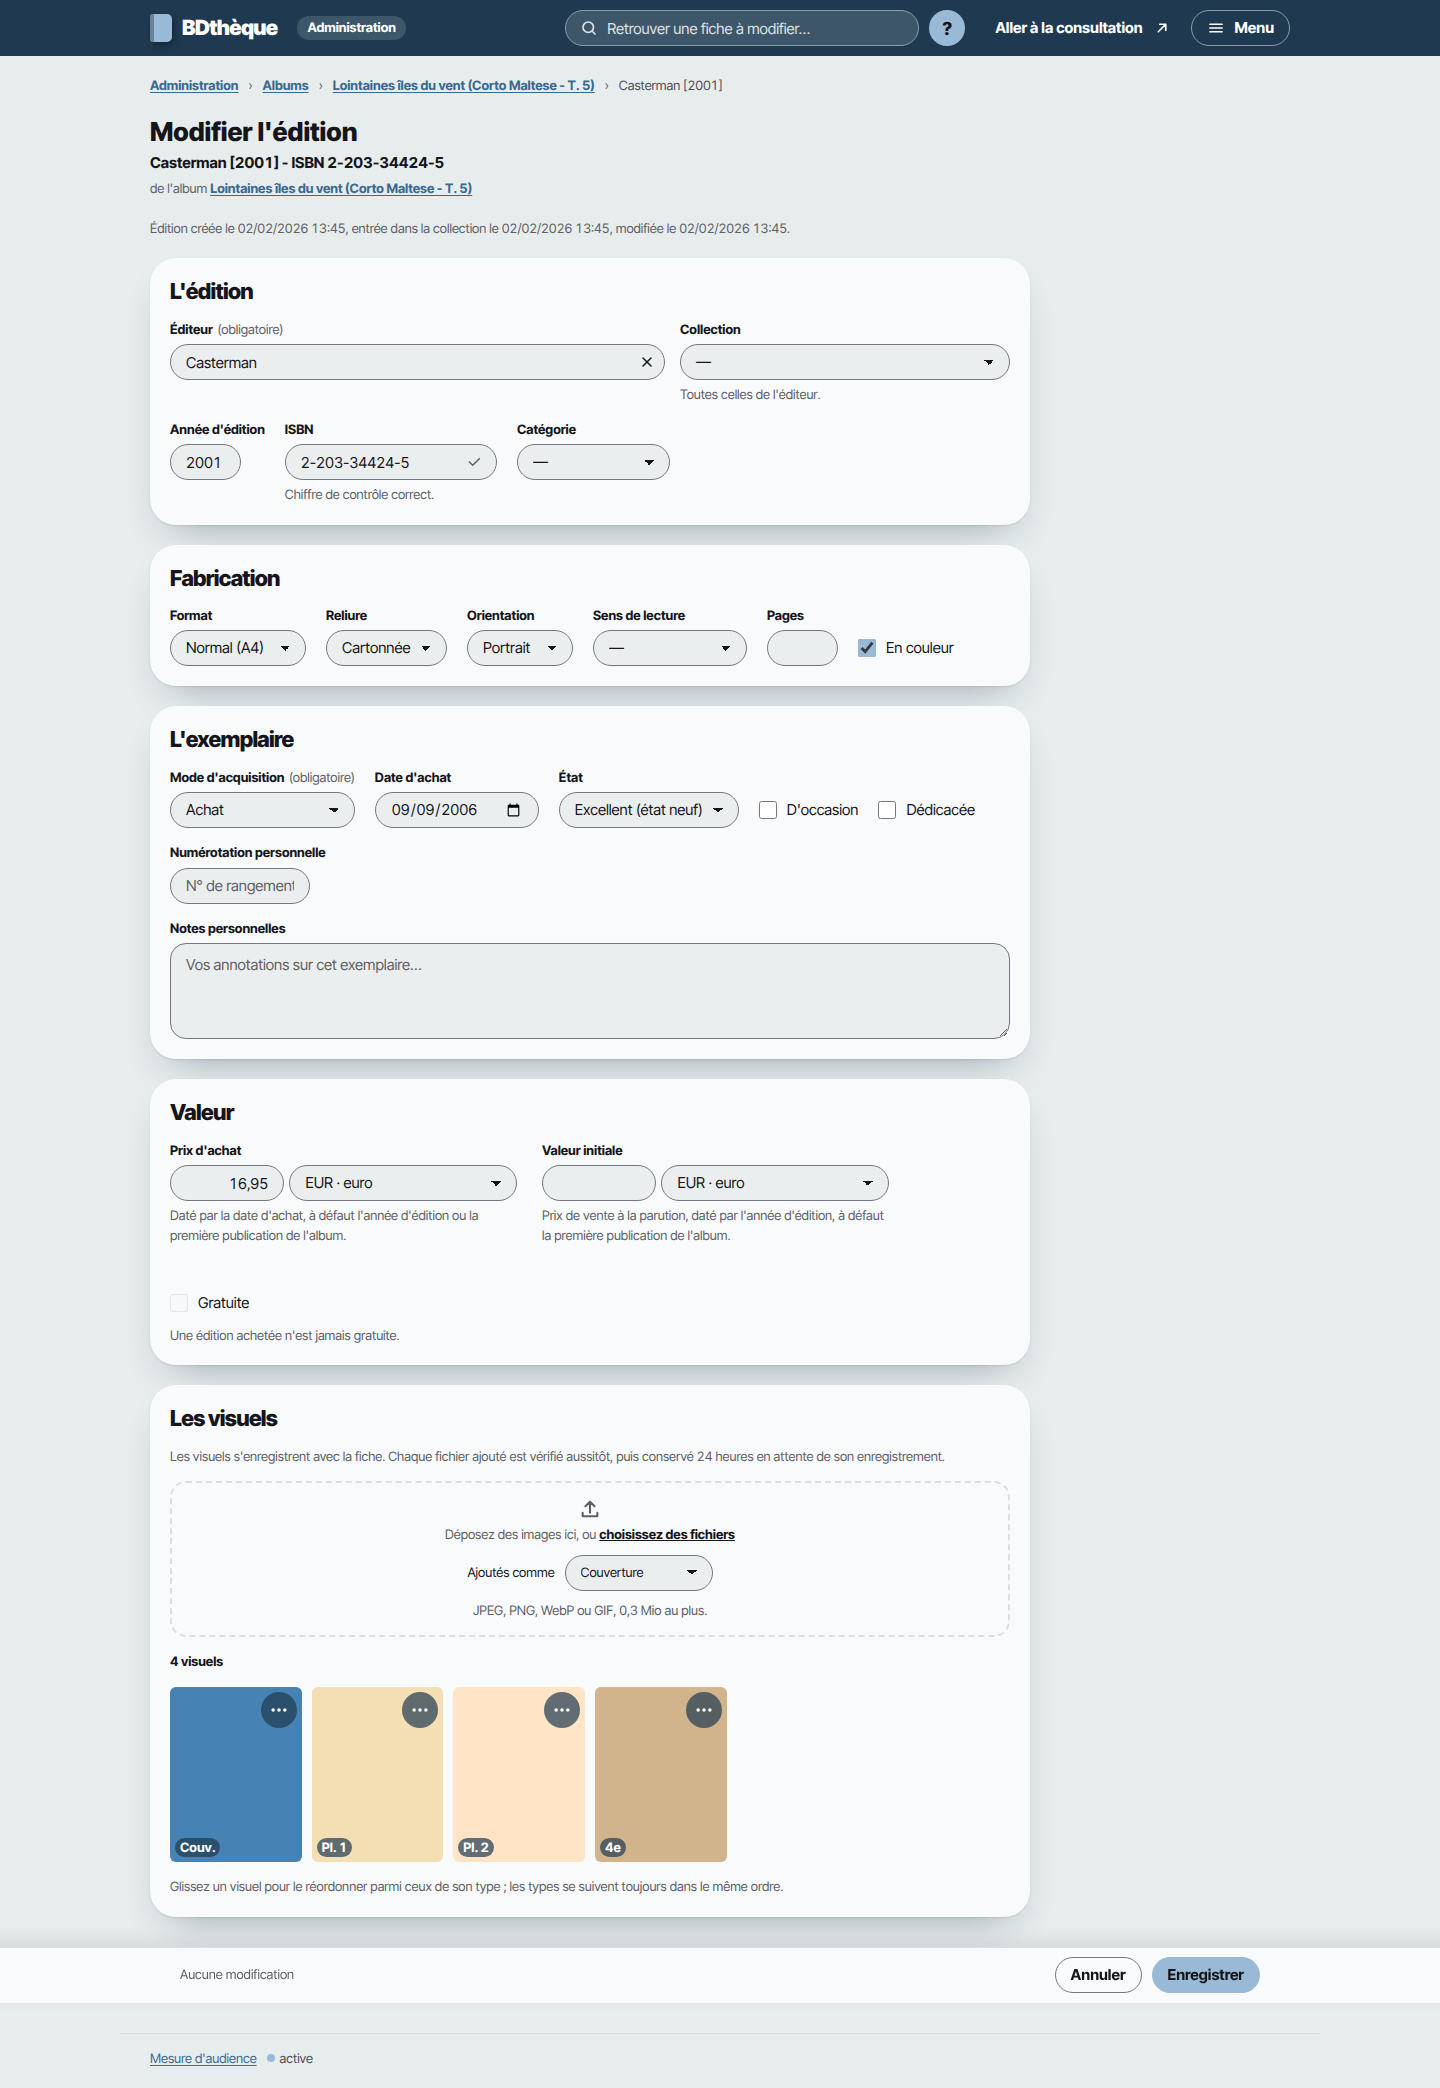 BDthèque
Administration
Retrouver une fiche à modifier...
?
Aller à la consultation
Menu
Administration › Albums › Lointaines îles du vent (Corto Maltese - T. 5) › Casterman [2001]
Modifier l'édition
Casterman [2001] - ISBN 2-203-34424-5
de l'album Lointaines îles du vent (Corto Maltese - T. 5)
Édition créée le 02/02/2026 13:45, entrée dans la collection le 02/02/2026 13:45, modifiée le 02/02/2026 13:45.
L'édition
Éditeur (obligatoire)
Collection
Casterman
—
Toutes celles de l'éditeur.
Année d'édition
ISBN
Catégorie
2001
2-203-34424-5
—
Chiffre de contrôle correct.
Fabrication
Format
Reliure
Orientation
Sens de lecture
Pages
Normal (A4)
Cartonnée
Portrait
—
En couleur
L'exemplaire
Mode d'acquisition (obligatoire)
Date d'achat
État
Achat
09/09/2006
Excellent (état neuf)
D'occasion
Dédicacée
Numérotation personnelle
N° de rangement
Notes personnelles
Vos annotations sur cet exemplaire...
Valeur
Prix d'achat
Valeur initiale
16,95
EUR · euro
EUR · euro
Daté par la date d'achat, à défaut l'année d'édition ou la
première publication de l'album.
Prix de vente à la parution, daté par l'année d'édition, à défaut
la première publication de l'album.
Gratuite
Une édition achetée n'est jamais gratuite.
Les visuels
Les visuels s'enregistrent avec la fiche. Chaque fichier ajouté est vérifié aussitôt, puis conservé 24 heures en attente de son enregistrement.
Déposez des images ici, ou choisissez des fichiers
Ajoutés comme
Couverture
JPEG, PNG, WebP ou GIF, 0,3 Mio au plus.
4 visuels
Couv.
Pl. 1
Pl. 2
4e
Glissez un visuel pour le réordonner parmi ceux de son type ; les types se suivent toujours dans le même ordre.
Aucune modification
Annuler
Enregistrer
Mesure d'audience
active